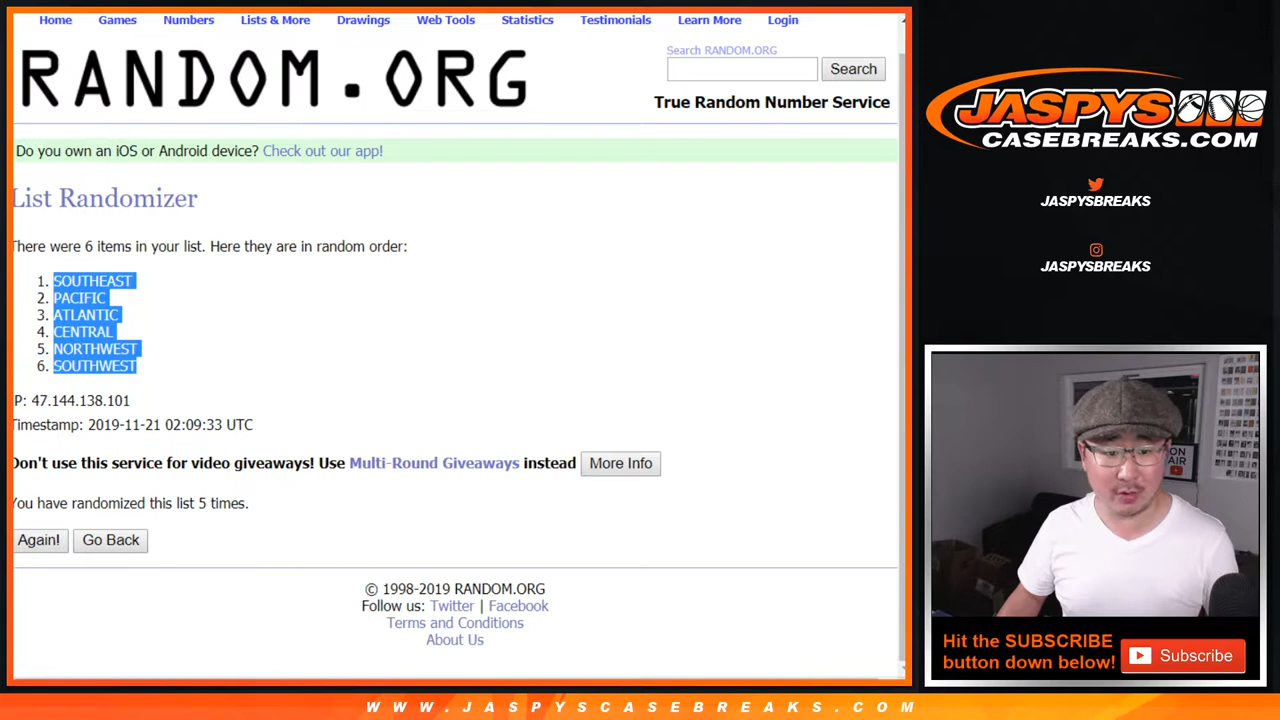 Home Games Numbers Lists & More Drawings Web Tools Statistics Testimonials Learn More Login
RANDOM.ORG
Search RANDOM.ORG
Search
True Random Number Service
Do you own an iOS or Android device? Check out our app!
List Randomizer
There were 6 items in your list. Here they are in random order:
1. SOUTHEAST
2. PACIFIC
3. ATLANTIC
4. CENTRAL
5. NORTHWEST
6. SOUTHWEST
IP: 47.144.138.101
Timestamp: 2019-11-21 02:09:33 UTC
Don't use this service for video giveaways! Use Multi-Round Giveaways instead More Info
You have randomized this list 5 times.
Again! Go Back
© 1998-2019 RANDOM.ORG
Follow us: Twitter | Facebook
Terms and Conditions
About Us
JASPYS
CASEBREAKS.COM
JASPYSBREAKS
JASPYSBREAKS
ON
AIR
Hit the SUBSCRIBE
button down below!
Subscribe
WWW.JASPYSCASEBREAKS.COM